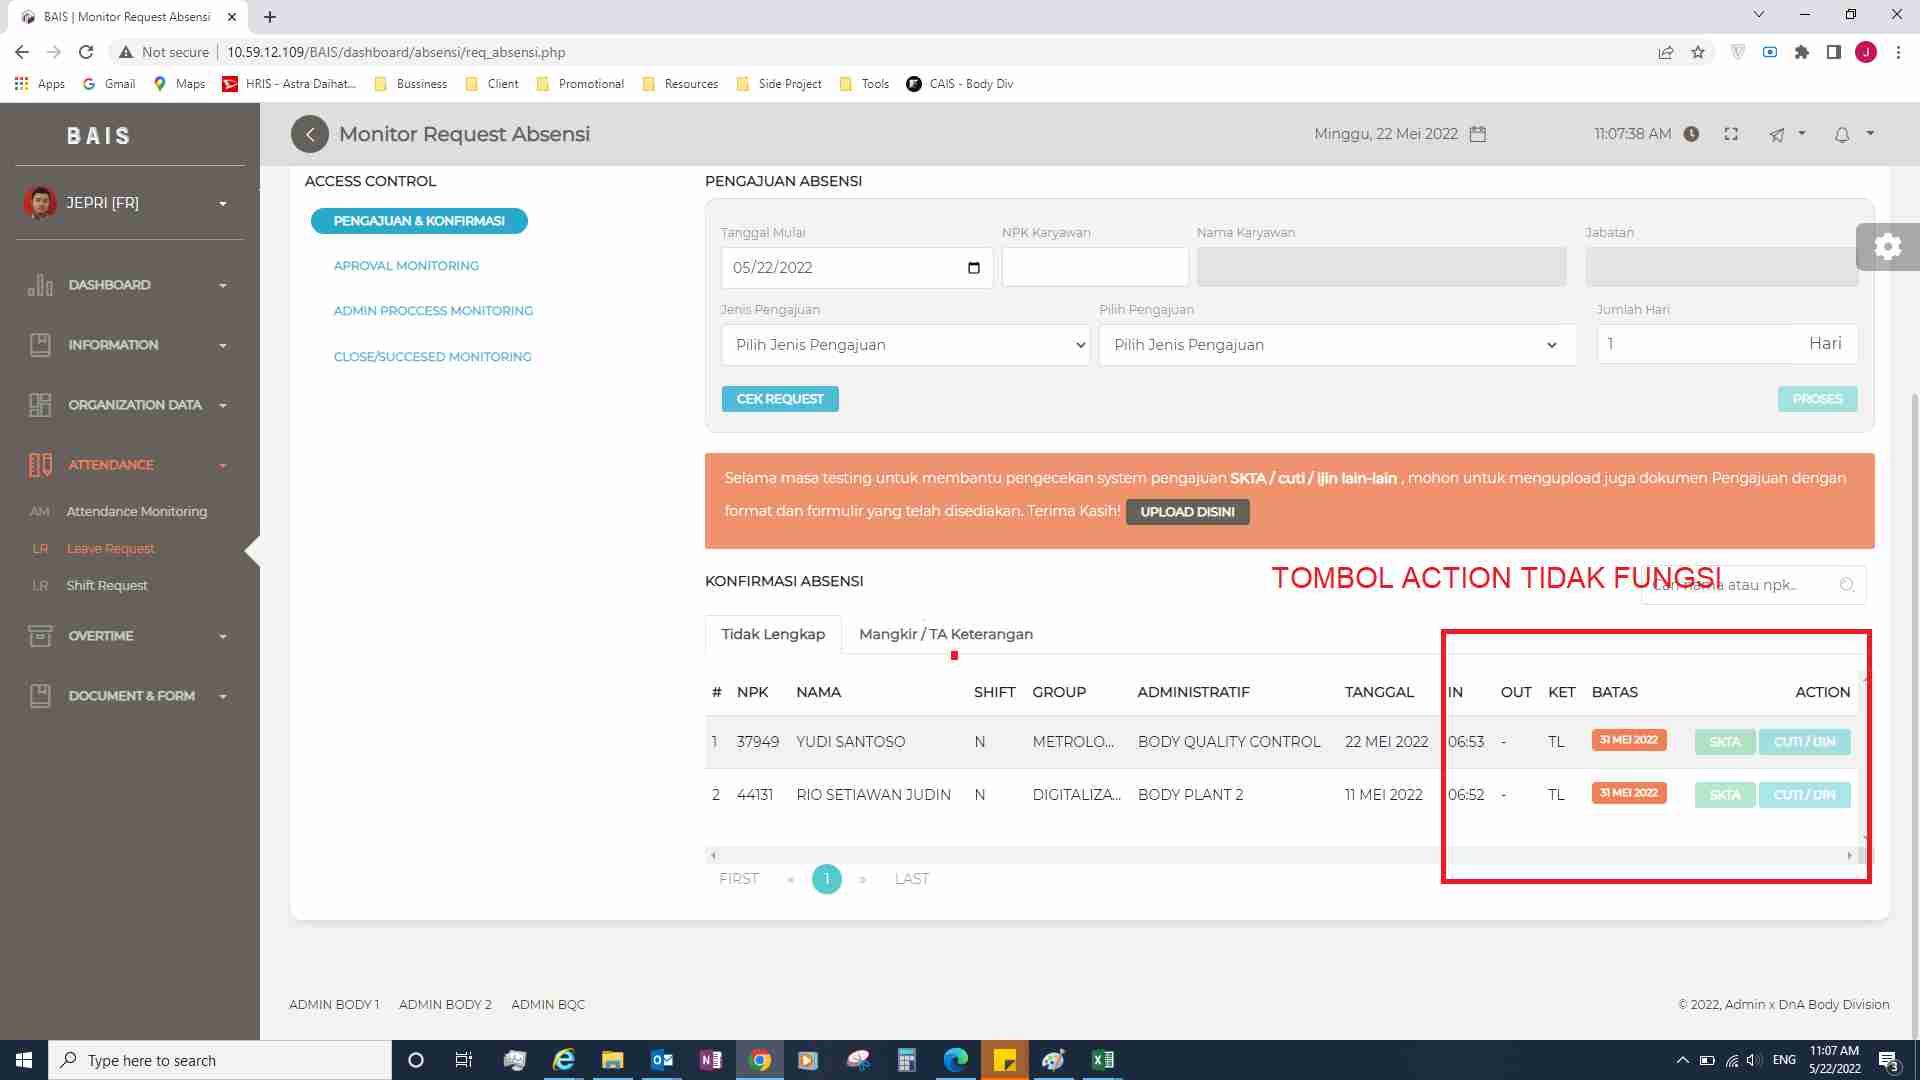 BAIS | Monitor Request Absensi
Not secure | 10.59.12.109/BAIS/dashboard/absensi/req_absensi.php
J
Apps Gmail Maps HRIS - Astra Daihat... Bussiness Client Promotional Resources Side Project Tools CAIS - Body Div
BAIS
JEPRI [FR]
DASHBOARD
INFORMATION
ORGANIZATION DATA
ATTENDANCE
AM Attendance Monitoring
LR Leave Request
LR Shift Request
OVERTIME
DOCUMENT & FORM
Monitor Request Absensi
Minggu, 22 Mei 2022
11:07:38 AM
ACCESS CONTROL
PENGAJUAN & KONFIRMASI
APROVAL MONITORING
ADMIN PROCCESS MONITORING
CLOSE/SUCCESED MONITORING
PENGAJUAN ABSENSI
Tanggal Mulai NPK Karyawan Nama Karyawan Jabatan
05/22/2022
Jenis Pengajuan Pilih Pengajuan Jumlah Hari
Pilih Jenis Pengajuan Pilih Jenis Pengajuan 1 Hari
CEK REQUEST PROSES
Selama masa testing untuk membantu pengecekan system pengajuan SKTA / cuti / ijin lain-lain , mohon untuk mengupload juga dokumen Pengajuan dengan
format dan formulir yang telah disediakan. Terima Kasih! UPLOAD DISINI
KONFIRMASI ABSENSI
TOMBOL ACTION TIDAK FUNGSI
Cari nama atau npk..
Tidak Lengkap Mangkir / TA Keterangan
# NPK NAMA SHIFT GROUP ADMINISTRATIF TANGGAL IN OUT KET BATAS ACTION
1 37949 YUDI SANTOSO N METROLO... BODY QUALITY CONTROL 22 MEI 2022 06:53 - TL 31 MEI 2022 SKTA CUTI / IJIN
2 44131 RIO SETIAWAN JUDIN N DIGITALIZA... BODY PLANT 2 11 MEI 2022 06:52 - TL 31 MEI 2022 SKTA CUTI / IJIN
FIRST « 1 » LAST
ADMIN BODY 1 ADMIN BODY 2 ADMIN BQC
© 2022, Admin x DnA Body Division
Type here to search
ENG
11:07 AM
5/22/2022
3